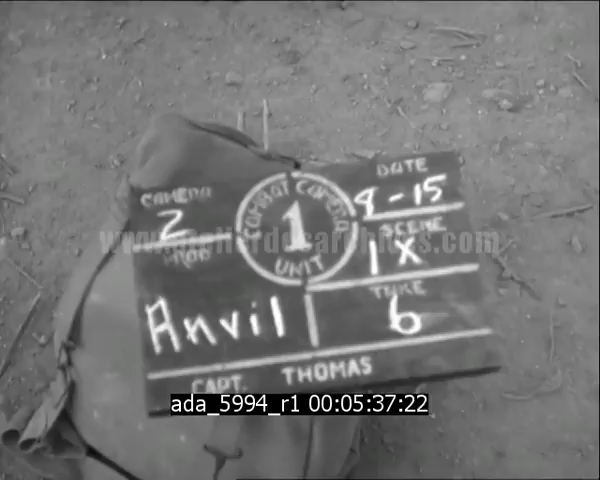 CAMERA
2
COMBAT CAMERA
1
UNIT
DATE
8-15
SCENE
1X
PROD
Anvil
TAKE
6
CAPT. THOMAS
ada_5994_r1 00:05:37:22